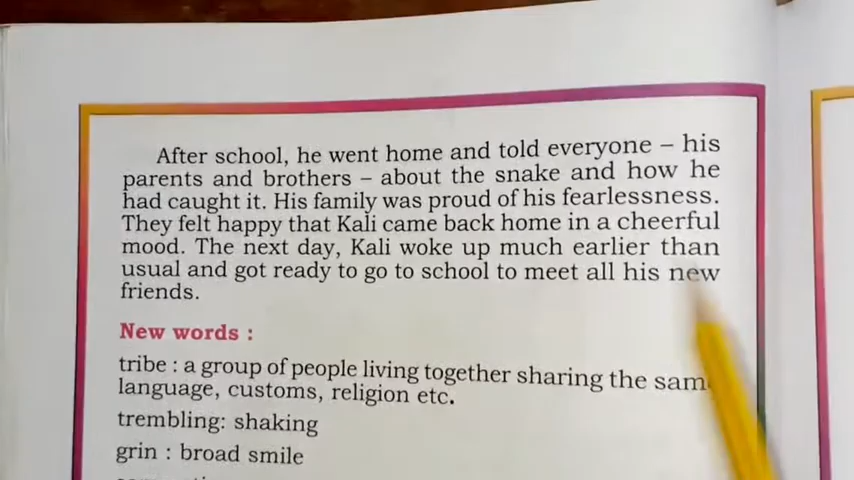 After school, he went home and told everyone – his
parents and brothers – about the snake and how he
had caught it. His family was proud of his fearlessness.
They felt happy that Kali came back home in a cheerful
mood. The next day, Kali woke up much earlier than
usual and got ready to go to school to meet all his new
friends.
New words :
tribe : a group of people living together sharing the
language, customs, religion etc.
trembling: shaking
grin : broad smile